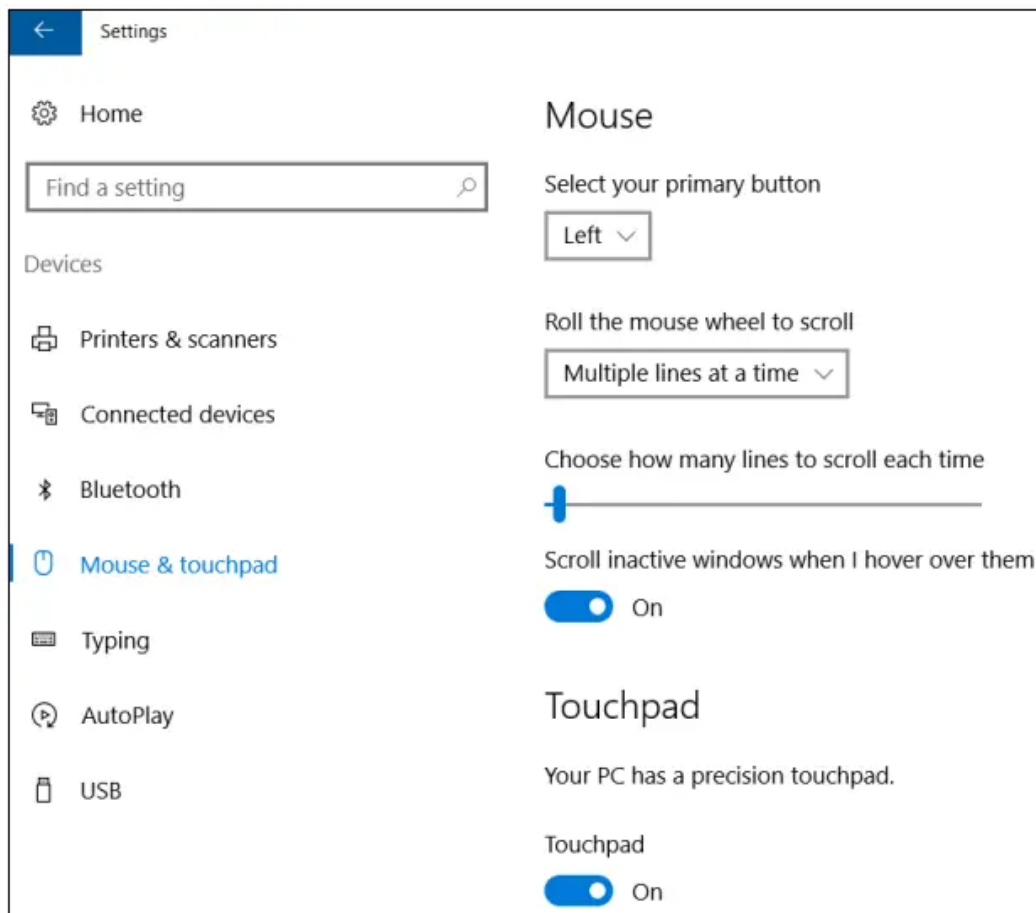 Settings
Home
Find a setting
Devices
Printers & scanners
Connected devices
Bluetooth
Mouse & touchpad
Typing
AutoPlay
USB
Mouse
Select your primary button
Left
Roll the mouse wheel to scroll
Multiple lines at a time
Choose how many lines to scroll each time
Scroll inactive windows when I hover over them
On
Touchpad
Your PC has a precision touchpad.
Touchpad
On